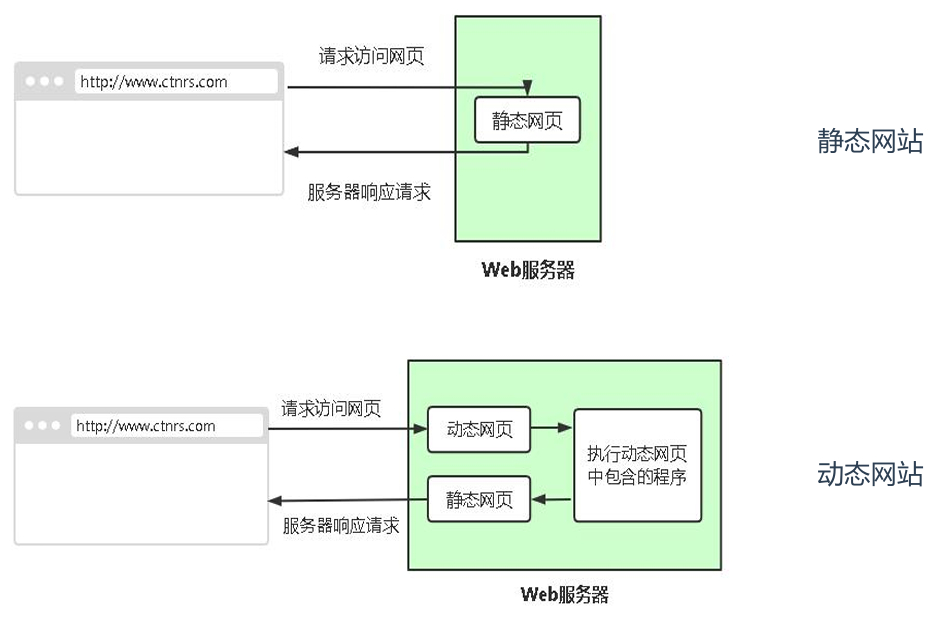 请求访问网页
http://www.ctnrs.com
静态网页
静态网站
服务器响应请求
Web服务器
请求访问网页
http://www.ctnrs.com
动态网页
执行动态网页
中包含的程序
动态网站
静态网页
服务器响应请求
Web服务器